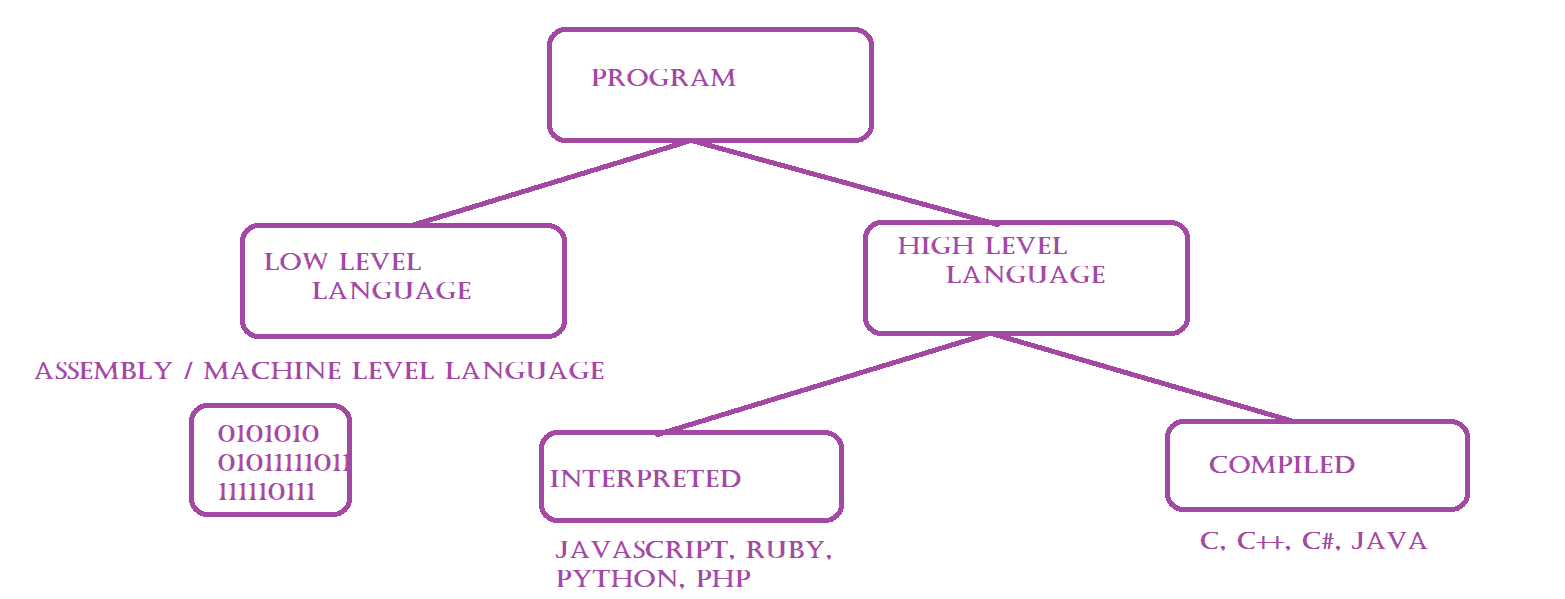 PROGRAM
LOW LEVEL
LANGUAGE
HIGH LEVEL
LANGUAGE
ASSEMBLY / MACHINE LEVEL LANGUAGE
0101010
01011111011
111110111
INTERPRETED
JAVASCRIPT, RUBY,
PYTHON, PHP
COMPILED
C, C++, C#, JAVA